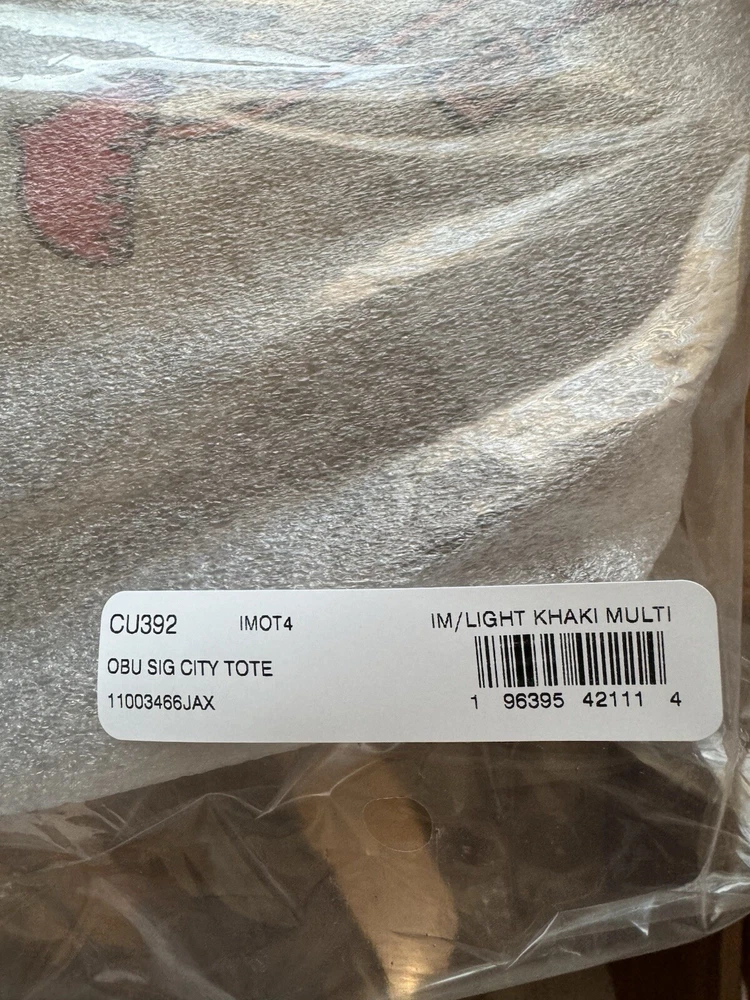 CU392 IMOT4 IM/LIGHT KHAKI MULTI
OBU SIG CITY TOTE
11003466JAX
1 96395 42111 4